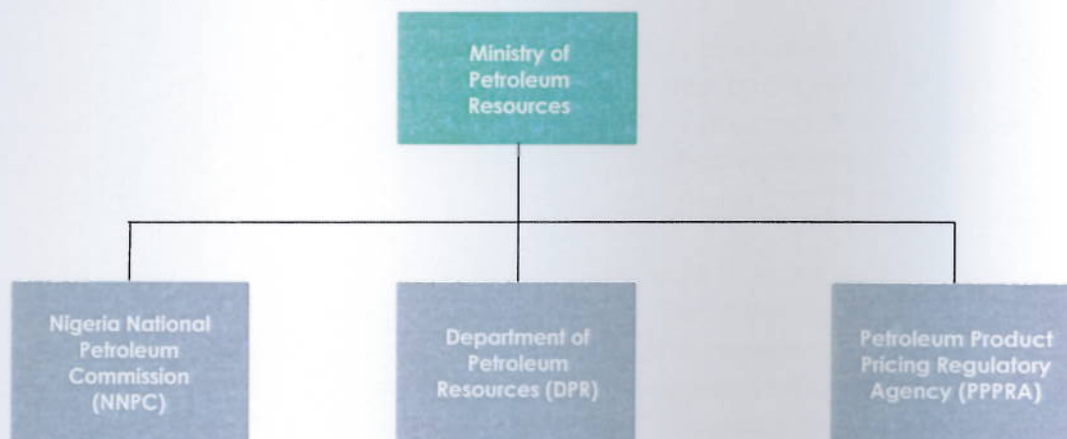 Ministry of
Petroleum
Resources
Nigeria National
Petroleum
Commission
(NNPC)
Department of
Petroleum
Resources (DPR)
Petroleum Product
Pricing Regulatory
Agency (PPPRA)